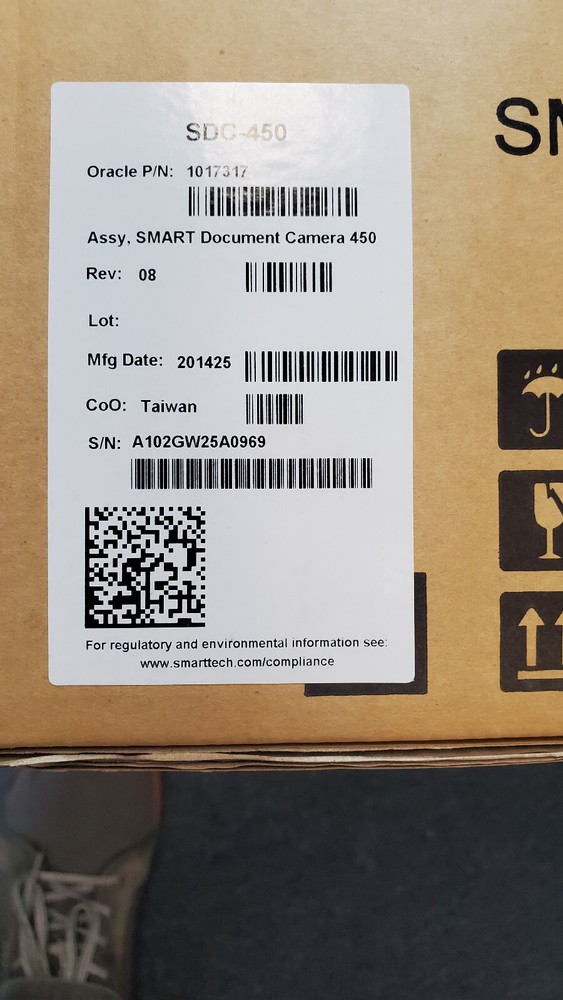 SDC-450
Oracle P/N: 1017317
Assy, SMART Document Camera 450
Rev: 08
Lot:
Mfg Date: 201425
CoO: Taiwan
S/N: A102GW25A0969
For regulatory and environmental information see:
www.smarttech.com/compliance